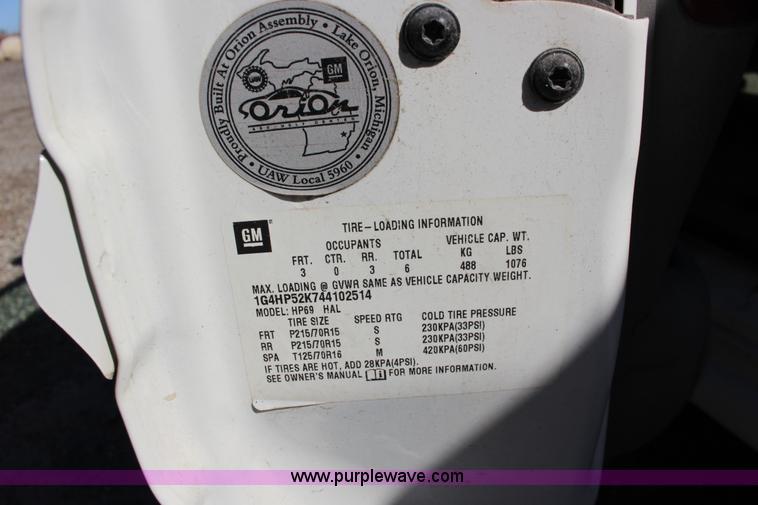 Proudly Built At Orion Assembly • Lake Orion, Michigan • UAW Local 5960 •
UAW
GM
Orion
GM
TIRE-LOADING INFORMATION
OCCUPANTS VEHICLE CAP. WT.
FRT. CTR. RR. TOTAL KG LBS
3 0 3 6 488 1076
MAX. LOADING @ GVWR SAME AS VEHICLE CAPACITY WEIGHT.
1G4HP52K744102514
MODEL: HP69 HAL
TIRE SIZE SPEED RTG COLD TIRE PRESSURE
FRT P215/70R15 S 230KPA(33PSI)
RR P215/70R15 S 230KPA(33PSI)
SPA T125/70R16 M 420KPA(60PSI)
IF TIRES ARE HOT, ADD 28KPA(4PSI).
SEE OWNER'S MANUAL FOR MORE INFORMATION.
www.purplewave.com